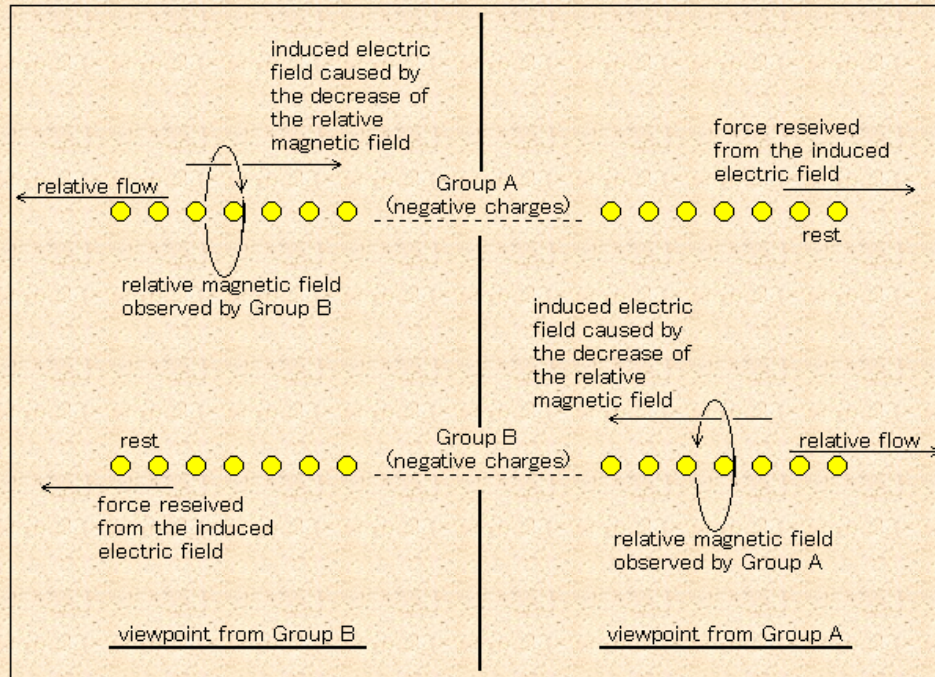 induced electric
field caused by
the decrease of
the relative
magnetic field
relative flow
relative magnetic field
observed by Group B
Group A
(negative charges)
force reseived
from the induced
electric field
rest
rest
force reseived
from the induced
electric field
Group B
(negative charges)
induced electric
field caused by
the decrease of
the relative
magnetic field
relative flow
relative magnetic field
observed by Group A
viewpoint from Group B
viewpoint from Group A